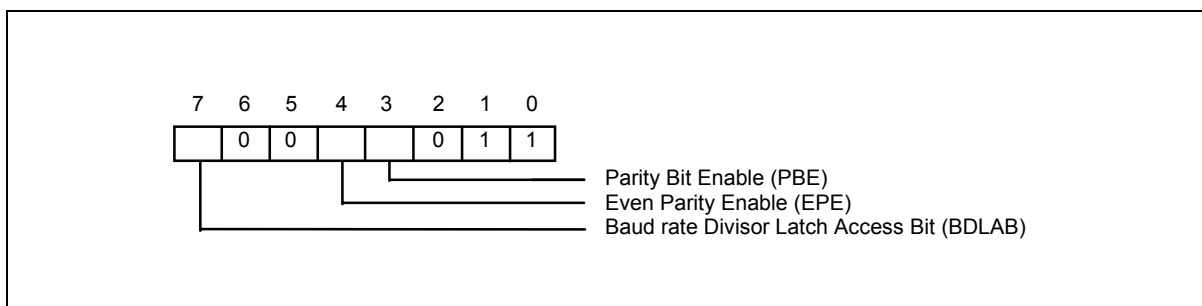 7 6 5 4 3 2 1 0
0 0 0 1 1
Parity Bit Enable (PBE)
Even Parity Enable (EPE)
Baud rate Divisor Latch Access Bit (BDLAB)